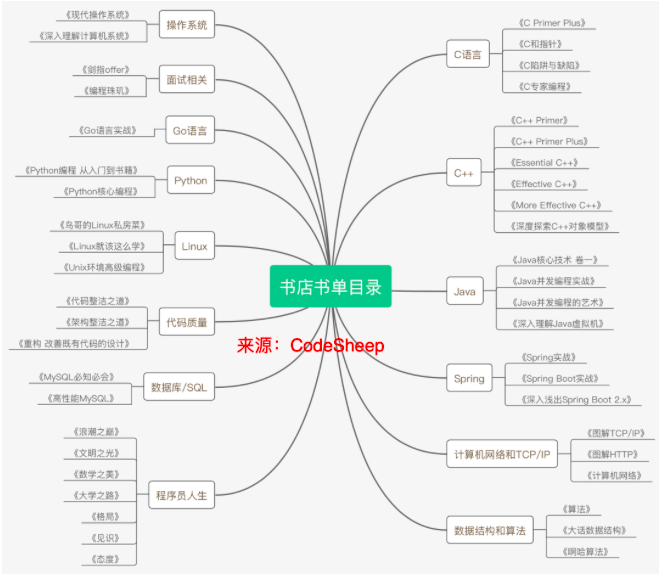 书店书单目录
来源：CodeSheep
操作系统
《现代操作系统》
《深入理解计算机系统》
面试相关
《剑指offer》
《编程珠玑》
Go语言
《Go语言实战》
Python
《Python编程 从入门到书籍》
《Python核心编程》
Linux
《鸟哥的Linux私房菜》
《Linux就该这么学》
《Unix环境高级编程》
代码质量
《代码整洁之道》
《架构整洁之道》
《重构 改善既有代码的设计》
数据库/SQL
《MySQL必知必会》
《高性能MySQL》
程序员人生
《浪潮之巅》
《文明之光》
《数学之美》
《大学之路》
《格局》
《见识》
《态度》
C语言
《C Primer Plus》
《C和指针》
《C陷阱与缺陷》
《C专家编程》
C++
《C++ Primer》
《C++ Primer Plus》
《Essential C++》
《Effective C++》
《More Effective C++》
《深度探索C++对象模型》
Java
《Java核心技术 卷一》
《Java并发编程实战》
《Java并发编程的艺术》
《深入理解Java虚拟机》
Spring
《Spring实战》
《Spring Boot实战》
《深入浅出Spring Boot 2.x》
计算机网络和TCP/IP
《图解TCP/IP》
《图解HTTP》
《计算机网络》
数据结构和算法
《算法》
《大话数据结构》
《啊哈算法》